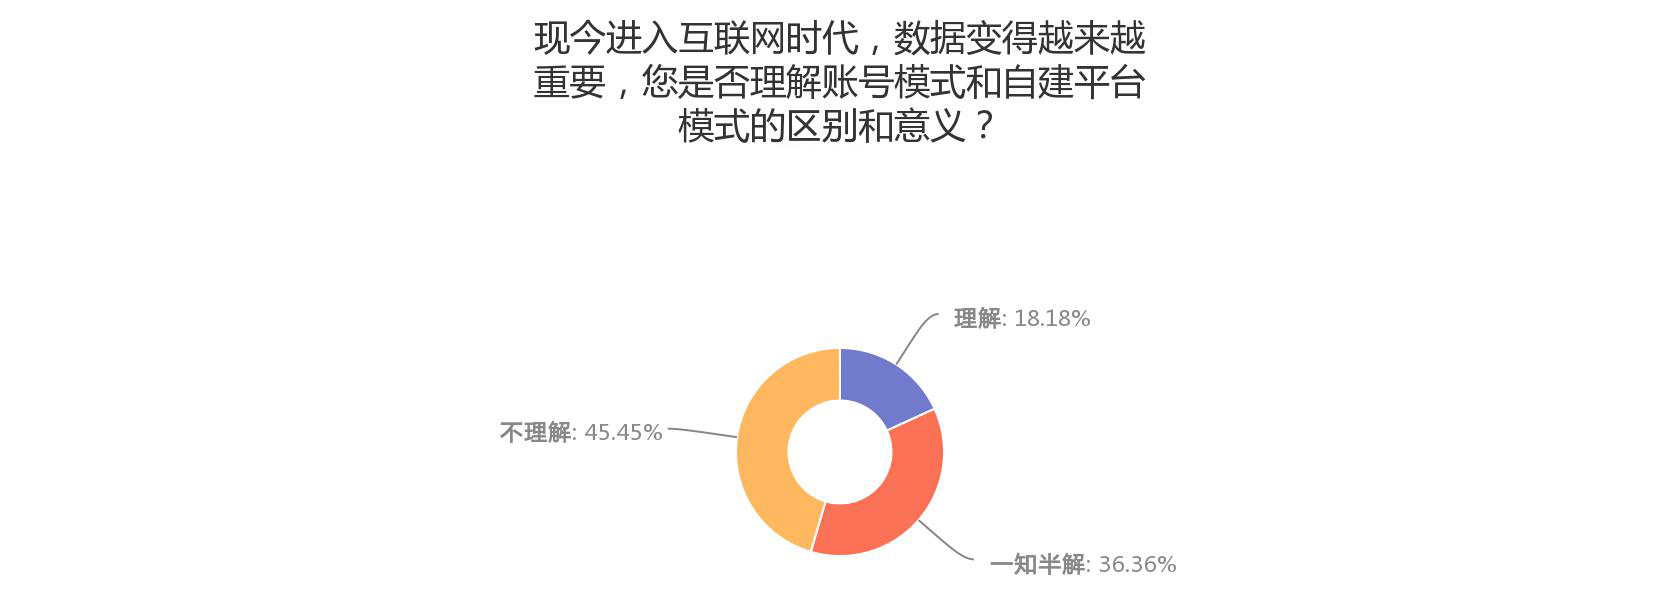 现今进入互联网时代，数据变得越来越
重要，您是否理解账号模式和自建平台
模式的区别和意义？
理解: 18.18%
不理解: 45.45%
一知半解: 36.36%